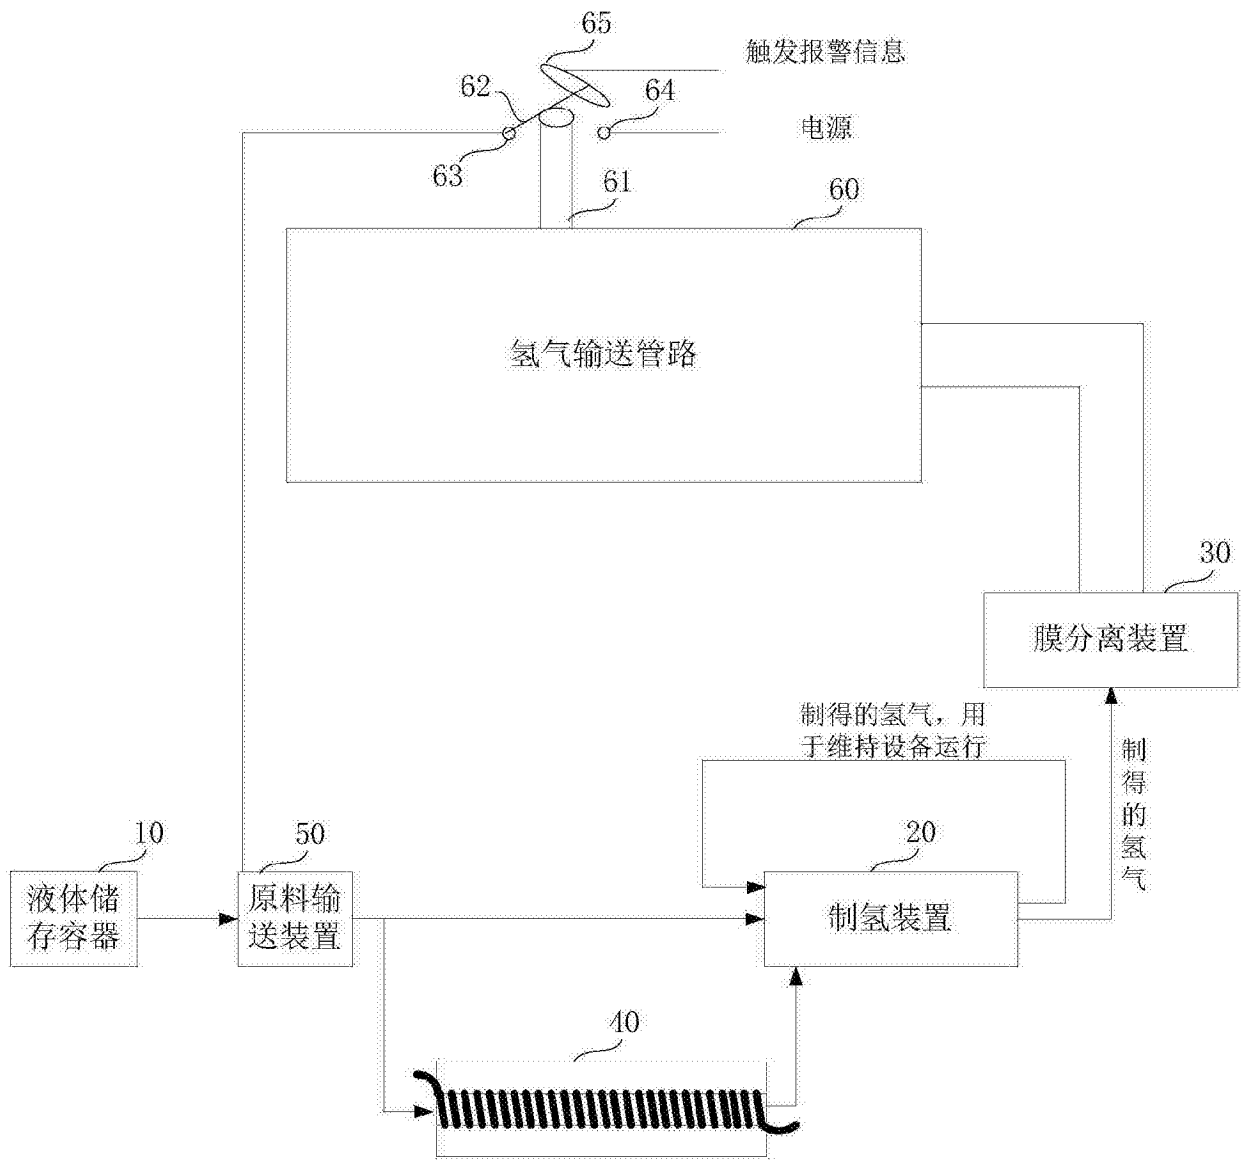 65
触发报警信息
62
64
电源
63
61
60
氢气输送管路
30
膜分离装置
制得的氢气，用
于维持设备运行
制得的氢气
10
50
20
液体储
存容器
原料输
送装置
制氢装置
40